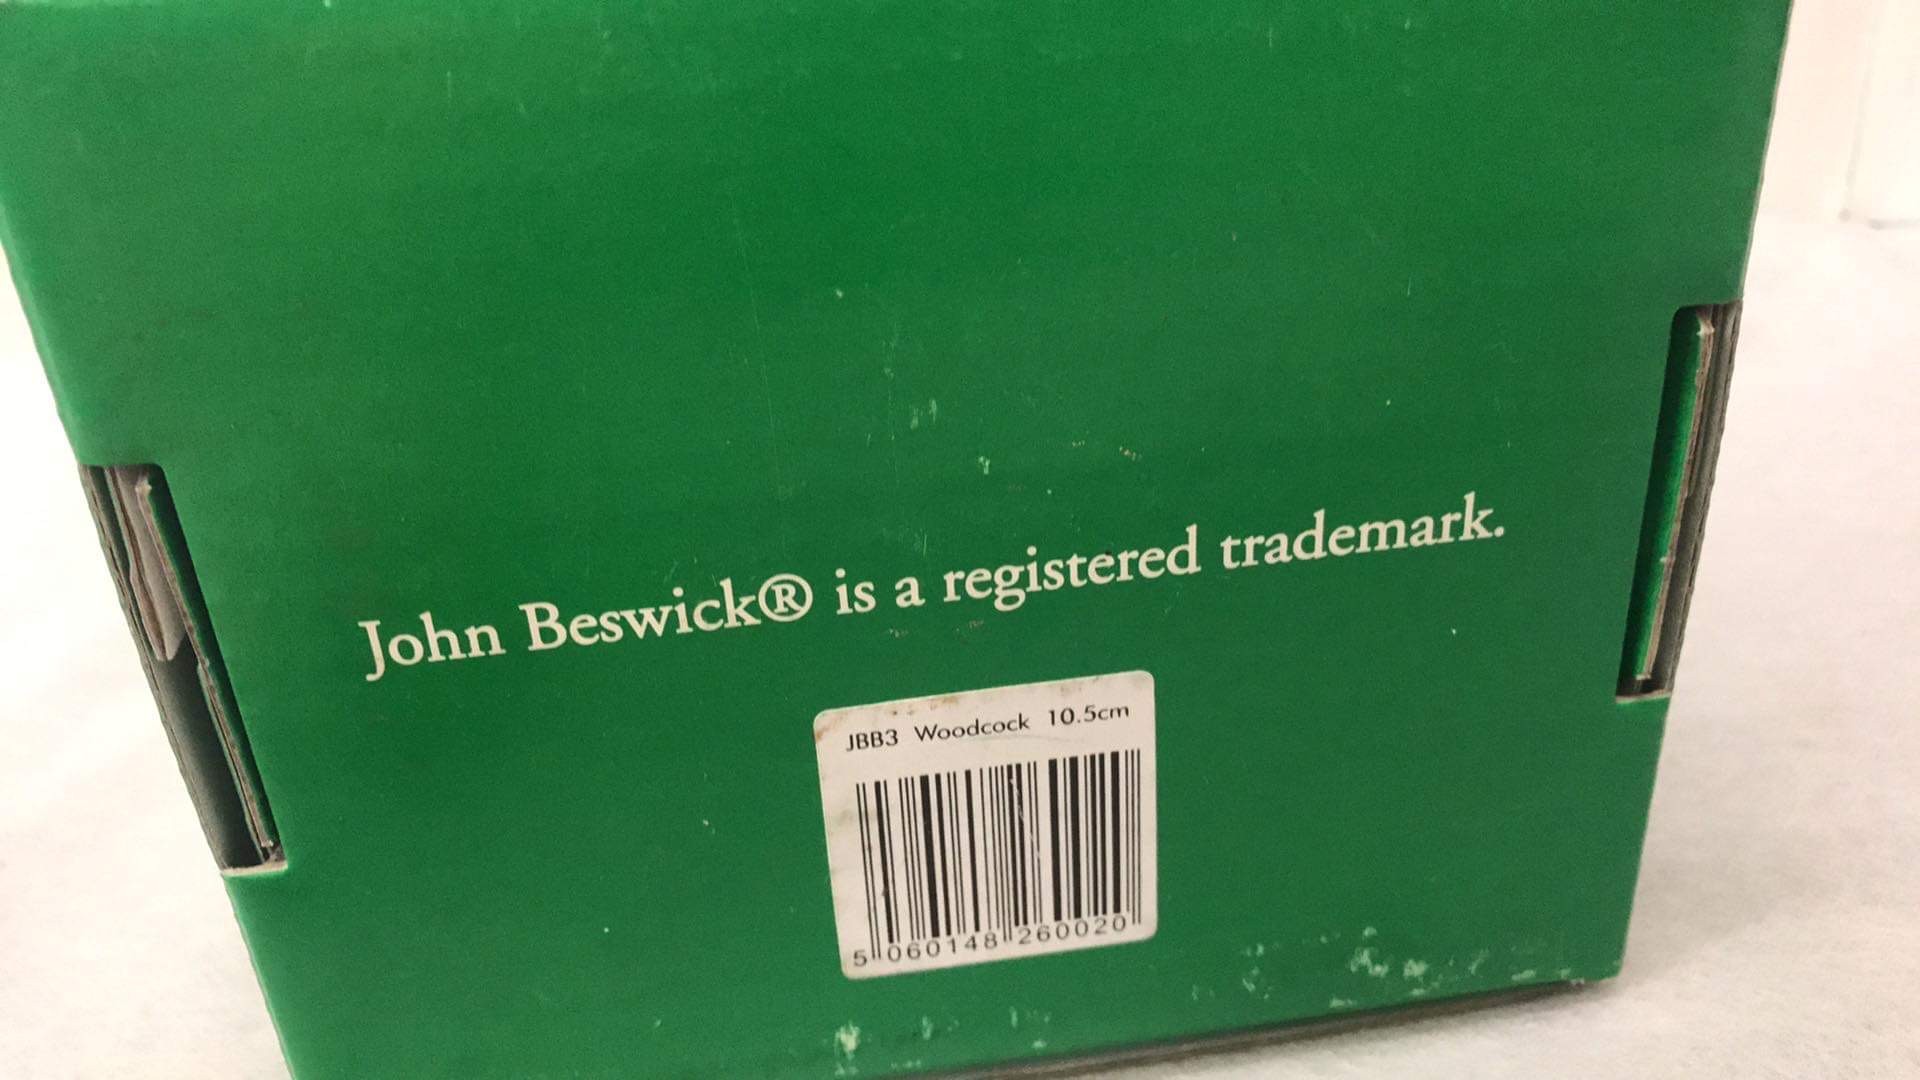 John Beswick® is a registered trademark.
JBB3 Woodcock 10.5cm
5 060148 260020